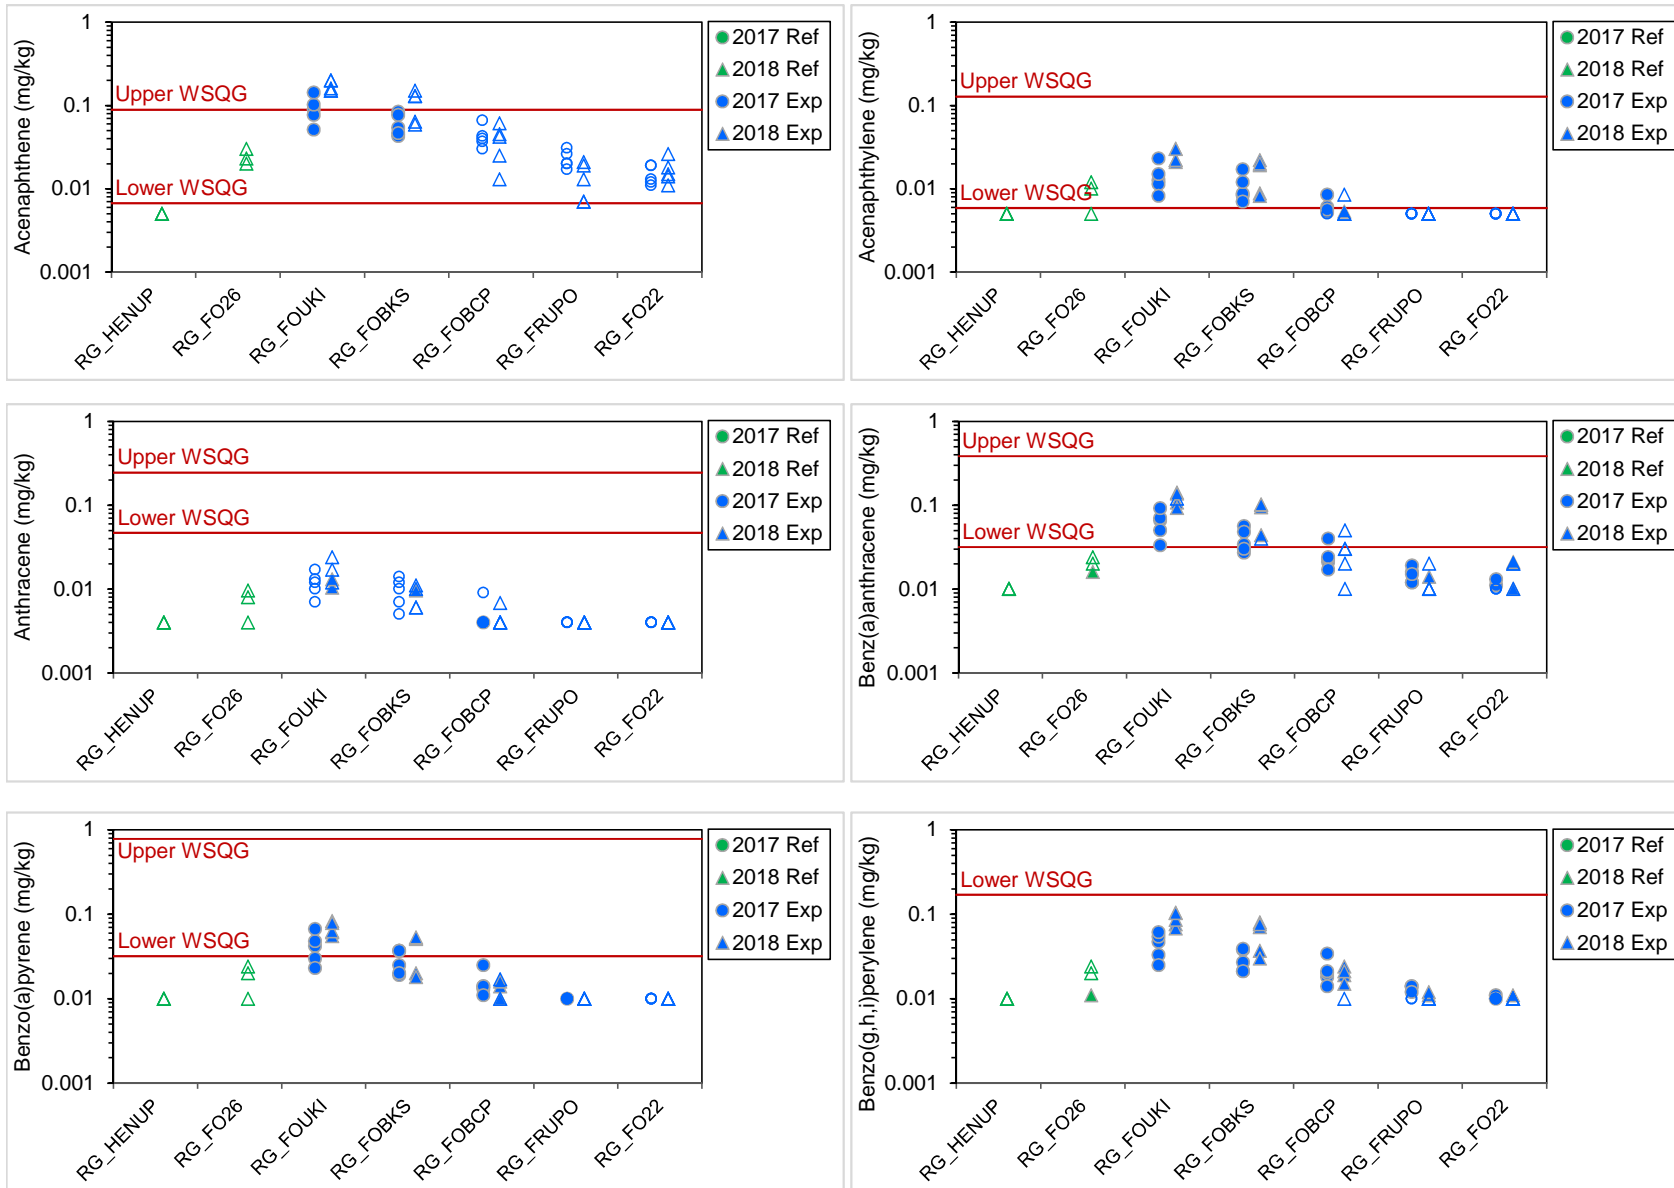 Acenaphthene (mg/kg)
1
0.1
0.01
0.001
Upper WSQG
Lower WSQG
RG_HENUP
RG_FO26
RG_FOUKI
RG_FOBKS
RG_FOBCP
RG_FRUPO
RG_FO22
2017 Ref
2018 Ref
2017 Exp
2018 Exp
Acenaphthylene (mg/kg)
1
0.1
0.01
0.001
Upper WSQG
Lower WSQG
RG_HENUP
RG_FO26
RG_FOUKI
RG_FOBKS
RG_FOBCP
RG_FRUPO
RG_FO22
2017 Ref
2018 Ref
2017 Exp
2018 Exp
Anthracene (mg/kg)
1
0.1
0.01
0.001
Upper WSQG
Lower WSQG
RG_HENUP
RG_FO26
RG_FOUKI
RG_FOBKS
RG_FOBCP
RG_FRUPO
RG_FO22
2017 Ref
2018 Ref
2017 Exp
2018 Exp
Benz(a)anthracene (mg/kg)
1
0.1
0.01
0.001
Upper WSQG
Lower WSQG
RG_HENUP
RG_FO26
RG_FOUKI
RG_FOBKS
RG_FOBCP
RG_FRUPO
RG_FO22
2017 Ref
2018 Ref
2017 Exp
2018 Exp
Benzo(a)pyrene (mg/kg)
1
0.1
0.01
0.001
Upper WSQG
Lower WSQG
RG_HENUP
RG_FO26
RG_FOUKI
RG_FOBKS
RG_FOBCP
RG_FRUPO
RG_FO22
2017 Ref
2018 Ref
2017 Exp
2018 Exp
Benzo(g,h,i)perylene (mg/kg)
1
0.1
0.01
0.001
Lower WSQG
RG_HENUP
RG_FO26
RG_FOUKI
RG_FOBKS
RG_FOBCP
RG_FRUPO
RG_FO22
2017 Ref
2018 Ref
2017 Exp
2018 Exp